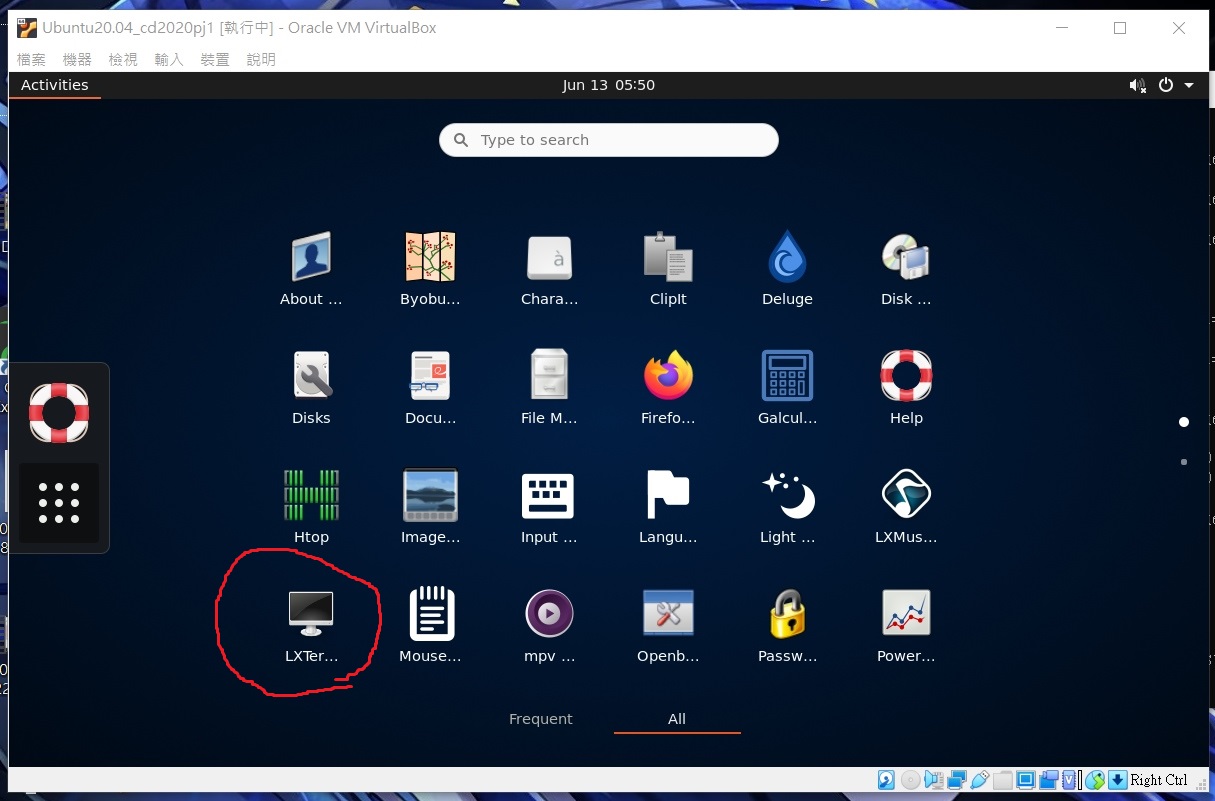 Ubuntu20.04_cd2020pj1 [執行中] - Oracle VM VirtualBox
檔案 機器 檢視 輸入 裝置 說明
Activities Jun 13 05:50
Type to search
About ... Byobu... Chara... ClipIt Deluge Disk ...
Disks Docu... File M... Firefo... Galcul... Help
Htop Image... Input ... Langu... Light ... LXMus...
LXTer... Mouse... mpv ... Openb... Passw... Power...
Frequent All
Right Ctrl